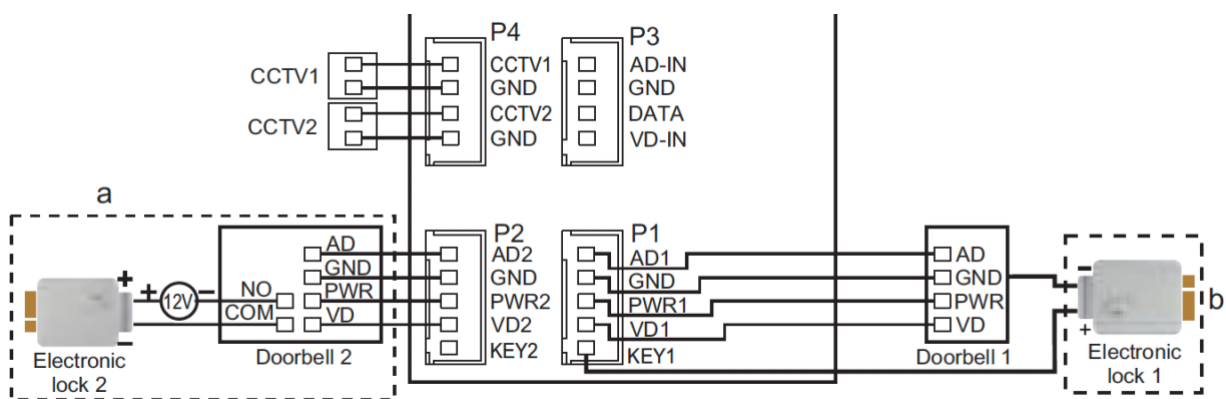 P4
P3
CCTV1
CCTV1
GND
CCTV2
CCTV2
GND
AD-IN
GND
DATA
VD-IN
a
P2
P1
AD
GND
PWR
VD
NO
COM
+
12V
−
+
−
AD2
GND
PWR2
VD2
KEY2
AD1
GND
PWR1
VD1
KEY1
AD
GND
PWR
VD
−
+
b
Electronic
lock 2
Doorbell 2
Doorbell 1
Electronic
lock 1